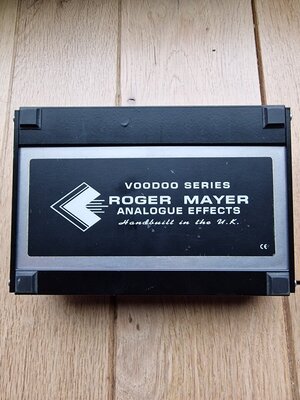 VOODOO SERIES
ROGER MAYER
ANALOGUE EFFECTS
Handbuilt in the U.K.
CE